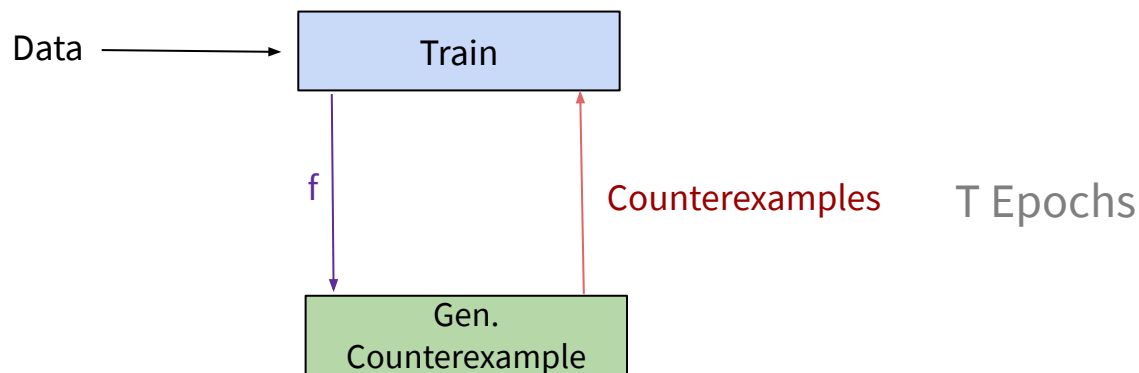 Data
Train
f
Counterexamples
T Epochs
Gen.
Counterexample